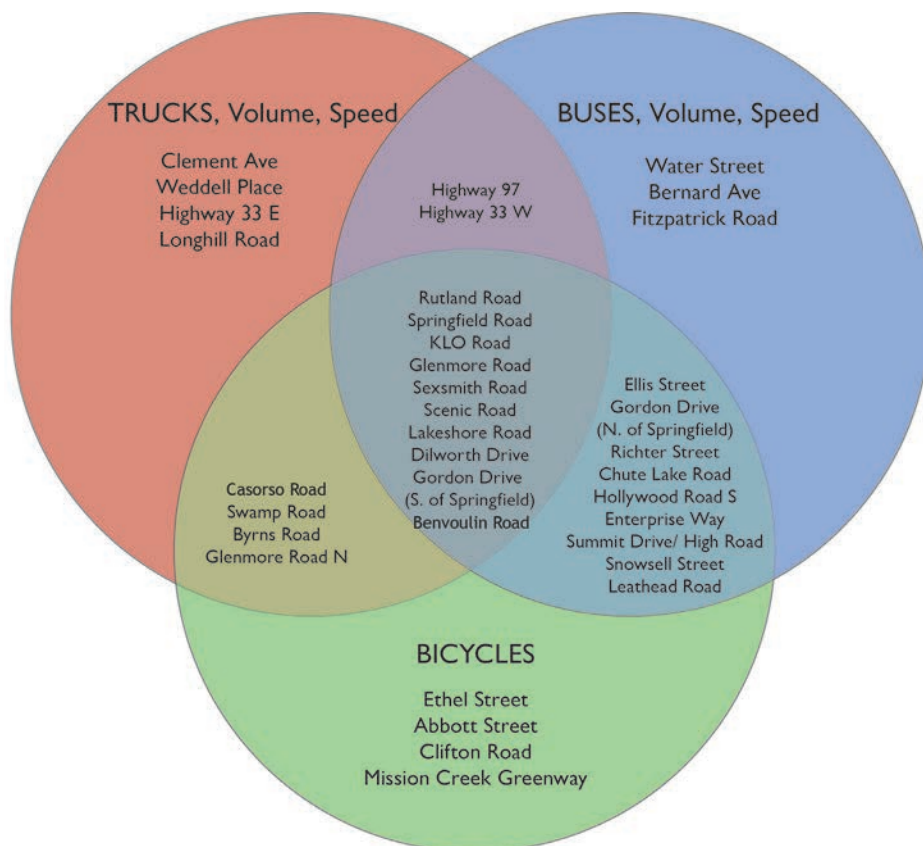 TRUCKS, Volume, Speed
Clement Ave
Weddell Place
Highway 33 E
Longhill Road
BUSES, Volume, Speed
Water Street
Bernard Ave
Fitzpatrick Road
Highway 97
Highway 33 W
Rutland Road
Springfield Road
KLO Road
Glenmore Road
Sexsmith Road
Scenic Road
Lakeshore Road
Dilworth Drive
Gordon Drive
(S. of Springfield)
Benvoulin Road
Casorso Road
Swamp Road
Byrns Road
Glenmore Road N
Ellis Street
Gordon Drive
(N. of Springfield)
Richter Street
Chute Lake Road
Hollywood Road S
Enterprise Way
Summit Drive/ High Road
Snowsell Street
Leathead Road
BICYCLES
Ethel Street
Abbott Street
Clifton Road
Mission Creek Greenway